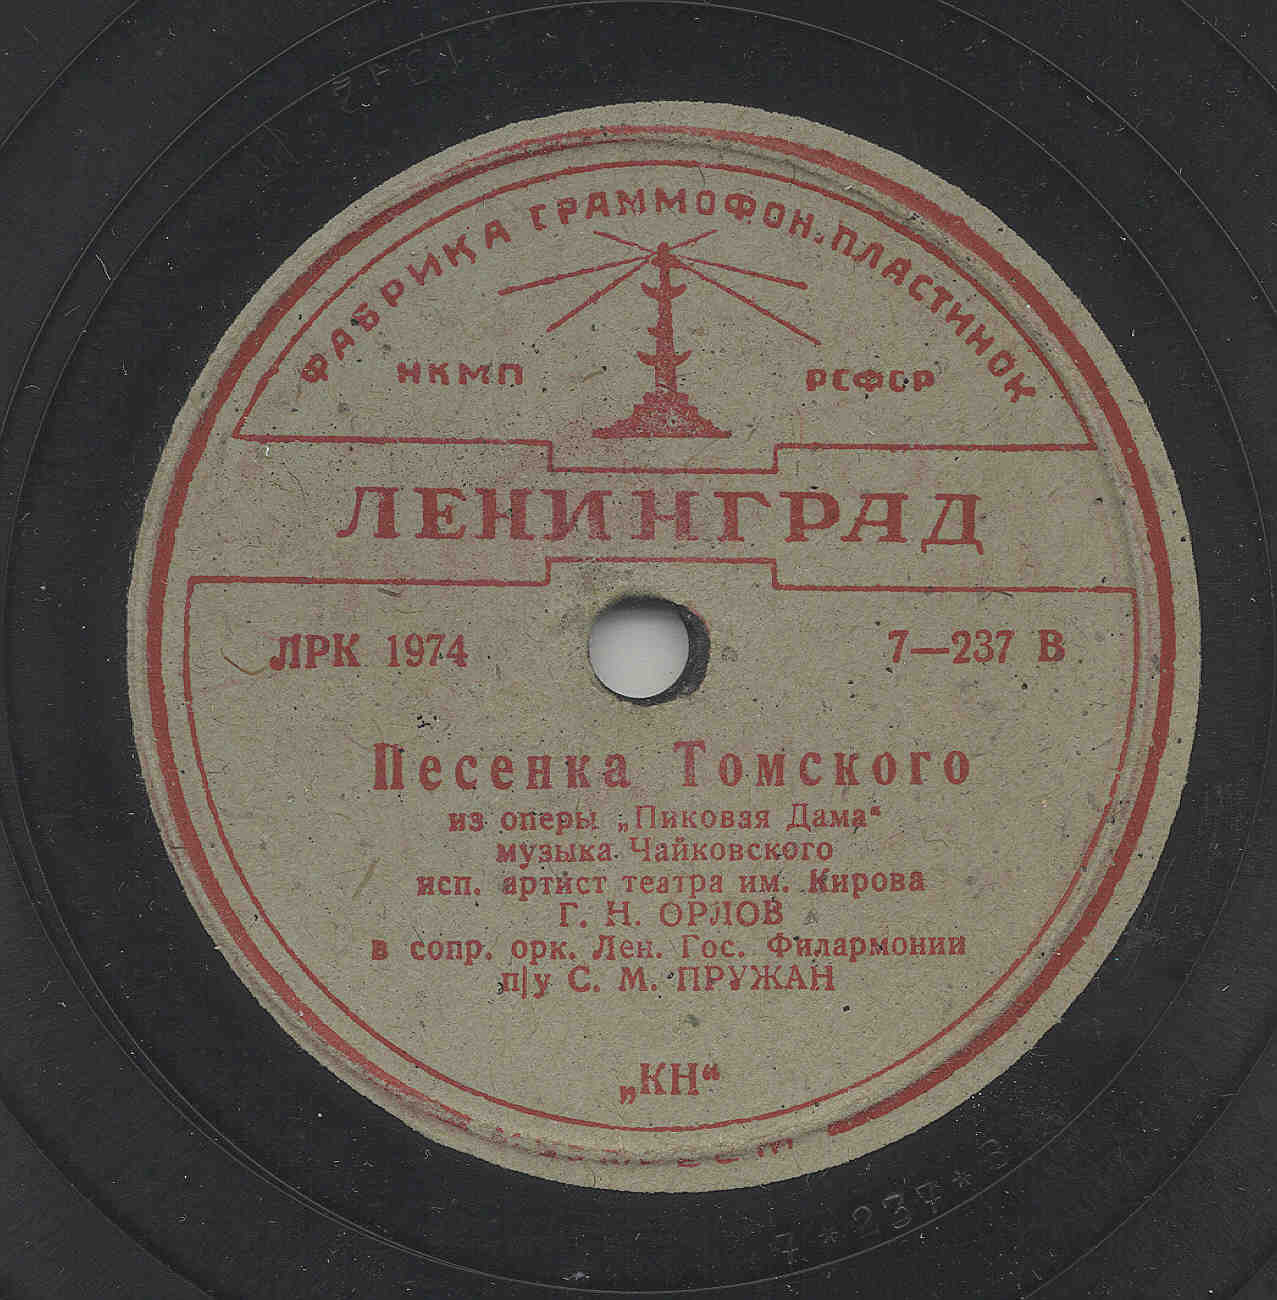 ФАБРИКА ГРАММОФОН.ПЛАСТИНОК
НКМП РСФСР
ЛЕНИНГРАД
ЛРК 1974 7—237 В
Песенка Томского
из оперы „Пиковая Дама“
музыка Чайковского
исп. артист театра им. Кирова
Г. Н. ОРЛОВ
в сопр. орк. Лен. Гос. Филармонии
п/у С. М. ПРУЖАН
„КН“
7*237*3